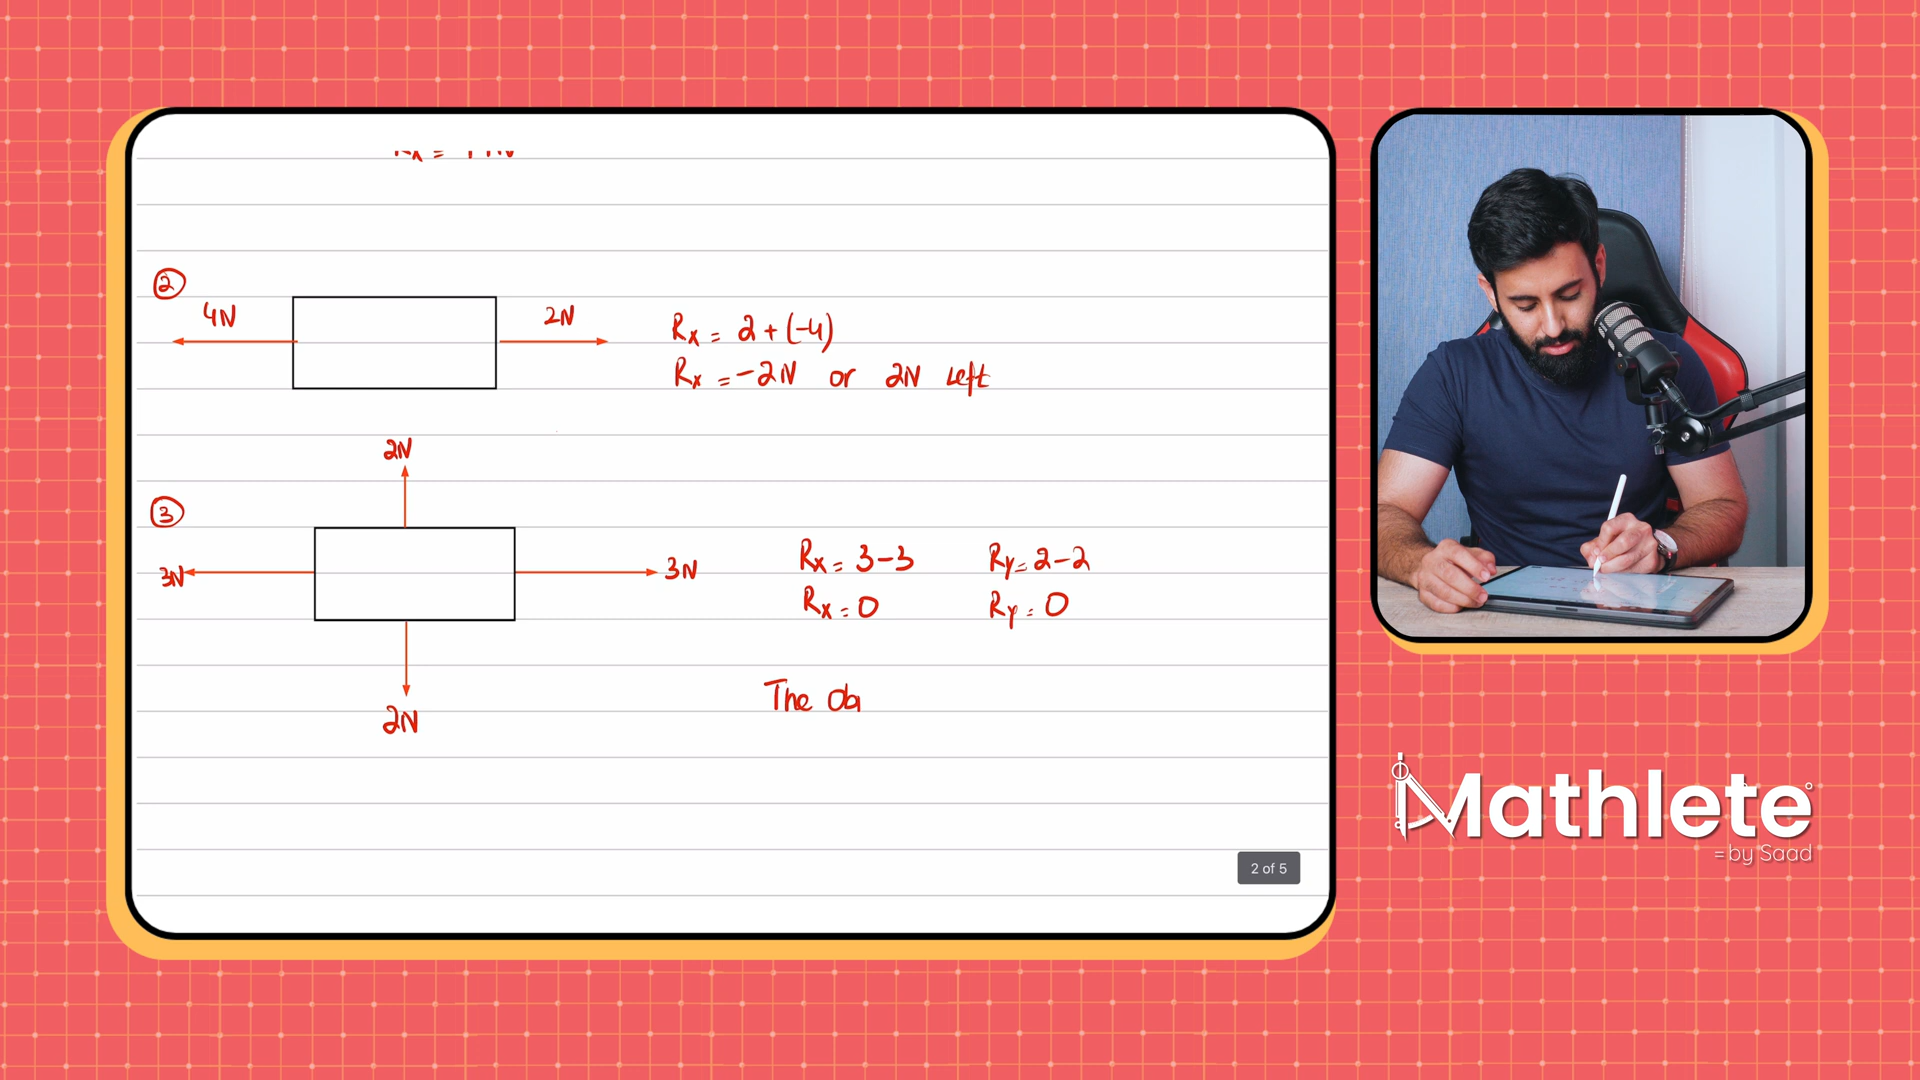 ②
4N
2N
Rx = 2 + (-4)
Rx = -2N or 2N Left
2N
③
3N
3N
Rx = 3-3
Ry = 2-2
Rx = 0
Ry = 0
2N
The Ob
2 of 5
Mathlete
=by Saad